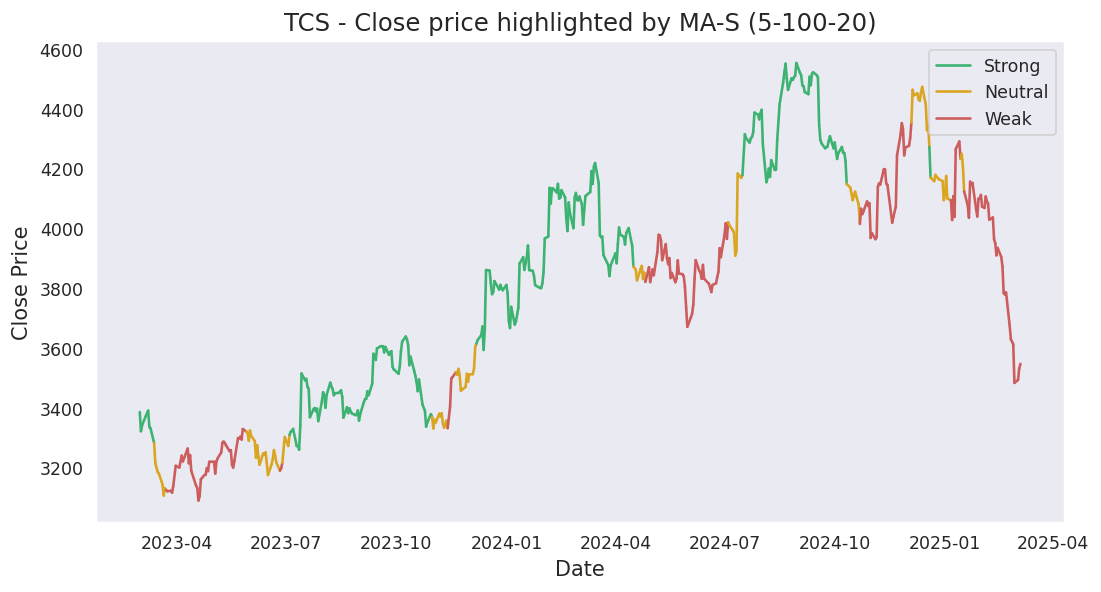 TCS - Close price highlighted by MA-S (5-100-20)
Strong
Neutral
Weak
Close Price
4600
4400
4200
4000
3800
3600
3400
3200
2023-04 2023-07 2023-10 2024-01 2024-04 2024-07 2024-10 2025-01 2025-04
Date